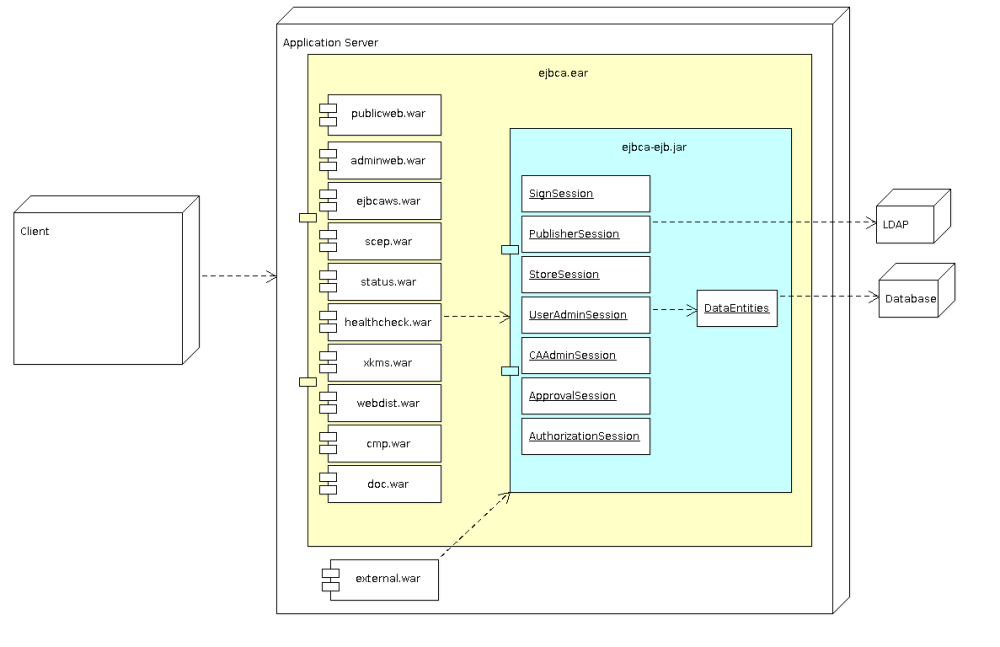 Application Server
ejbca.ear
publicweb.war
adminweb.war
ejbcaws.war
scep.war
status.war
healthcheck.war
xkms.war
webdist.war
cmp.war
doc.war
external.war
ejbca-ejb.jar
SignSession
PublisherSession
StoreSession
UserAdminSession
CAAdminSession
ApprovalSession
AuthorizationSession
DataEntities
Client
LDAP
Database